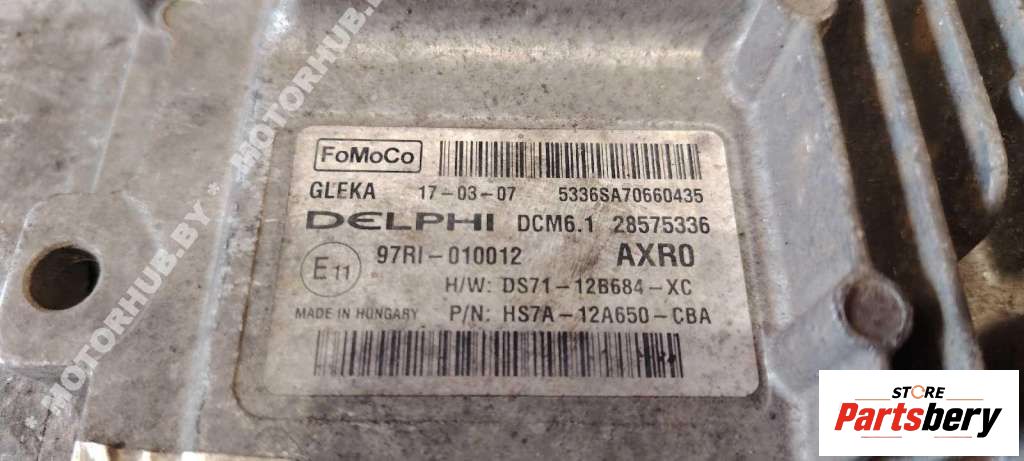 MOTORHUB.BY MOTORHUB.BY
FoMoCo
GLEKA 17-03-07 5336SA70660435
DELPHI DCM6.1 28575336
97RI-010012 AXRO
E11
H/W: DS71-12B684-XC
MADE IN HUNGARY P/N: HS7A-12A650-CBA
STORE
Partsbery